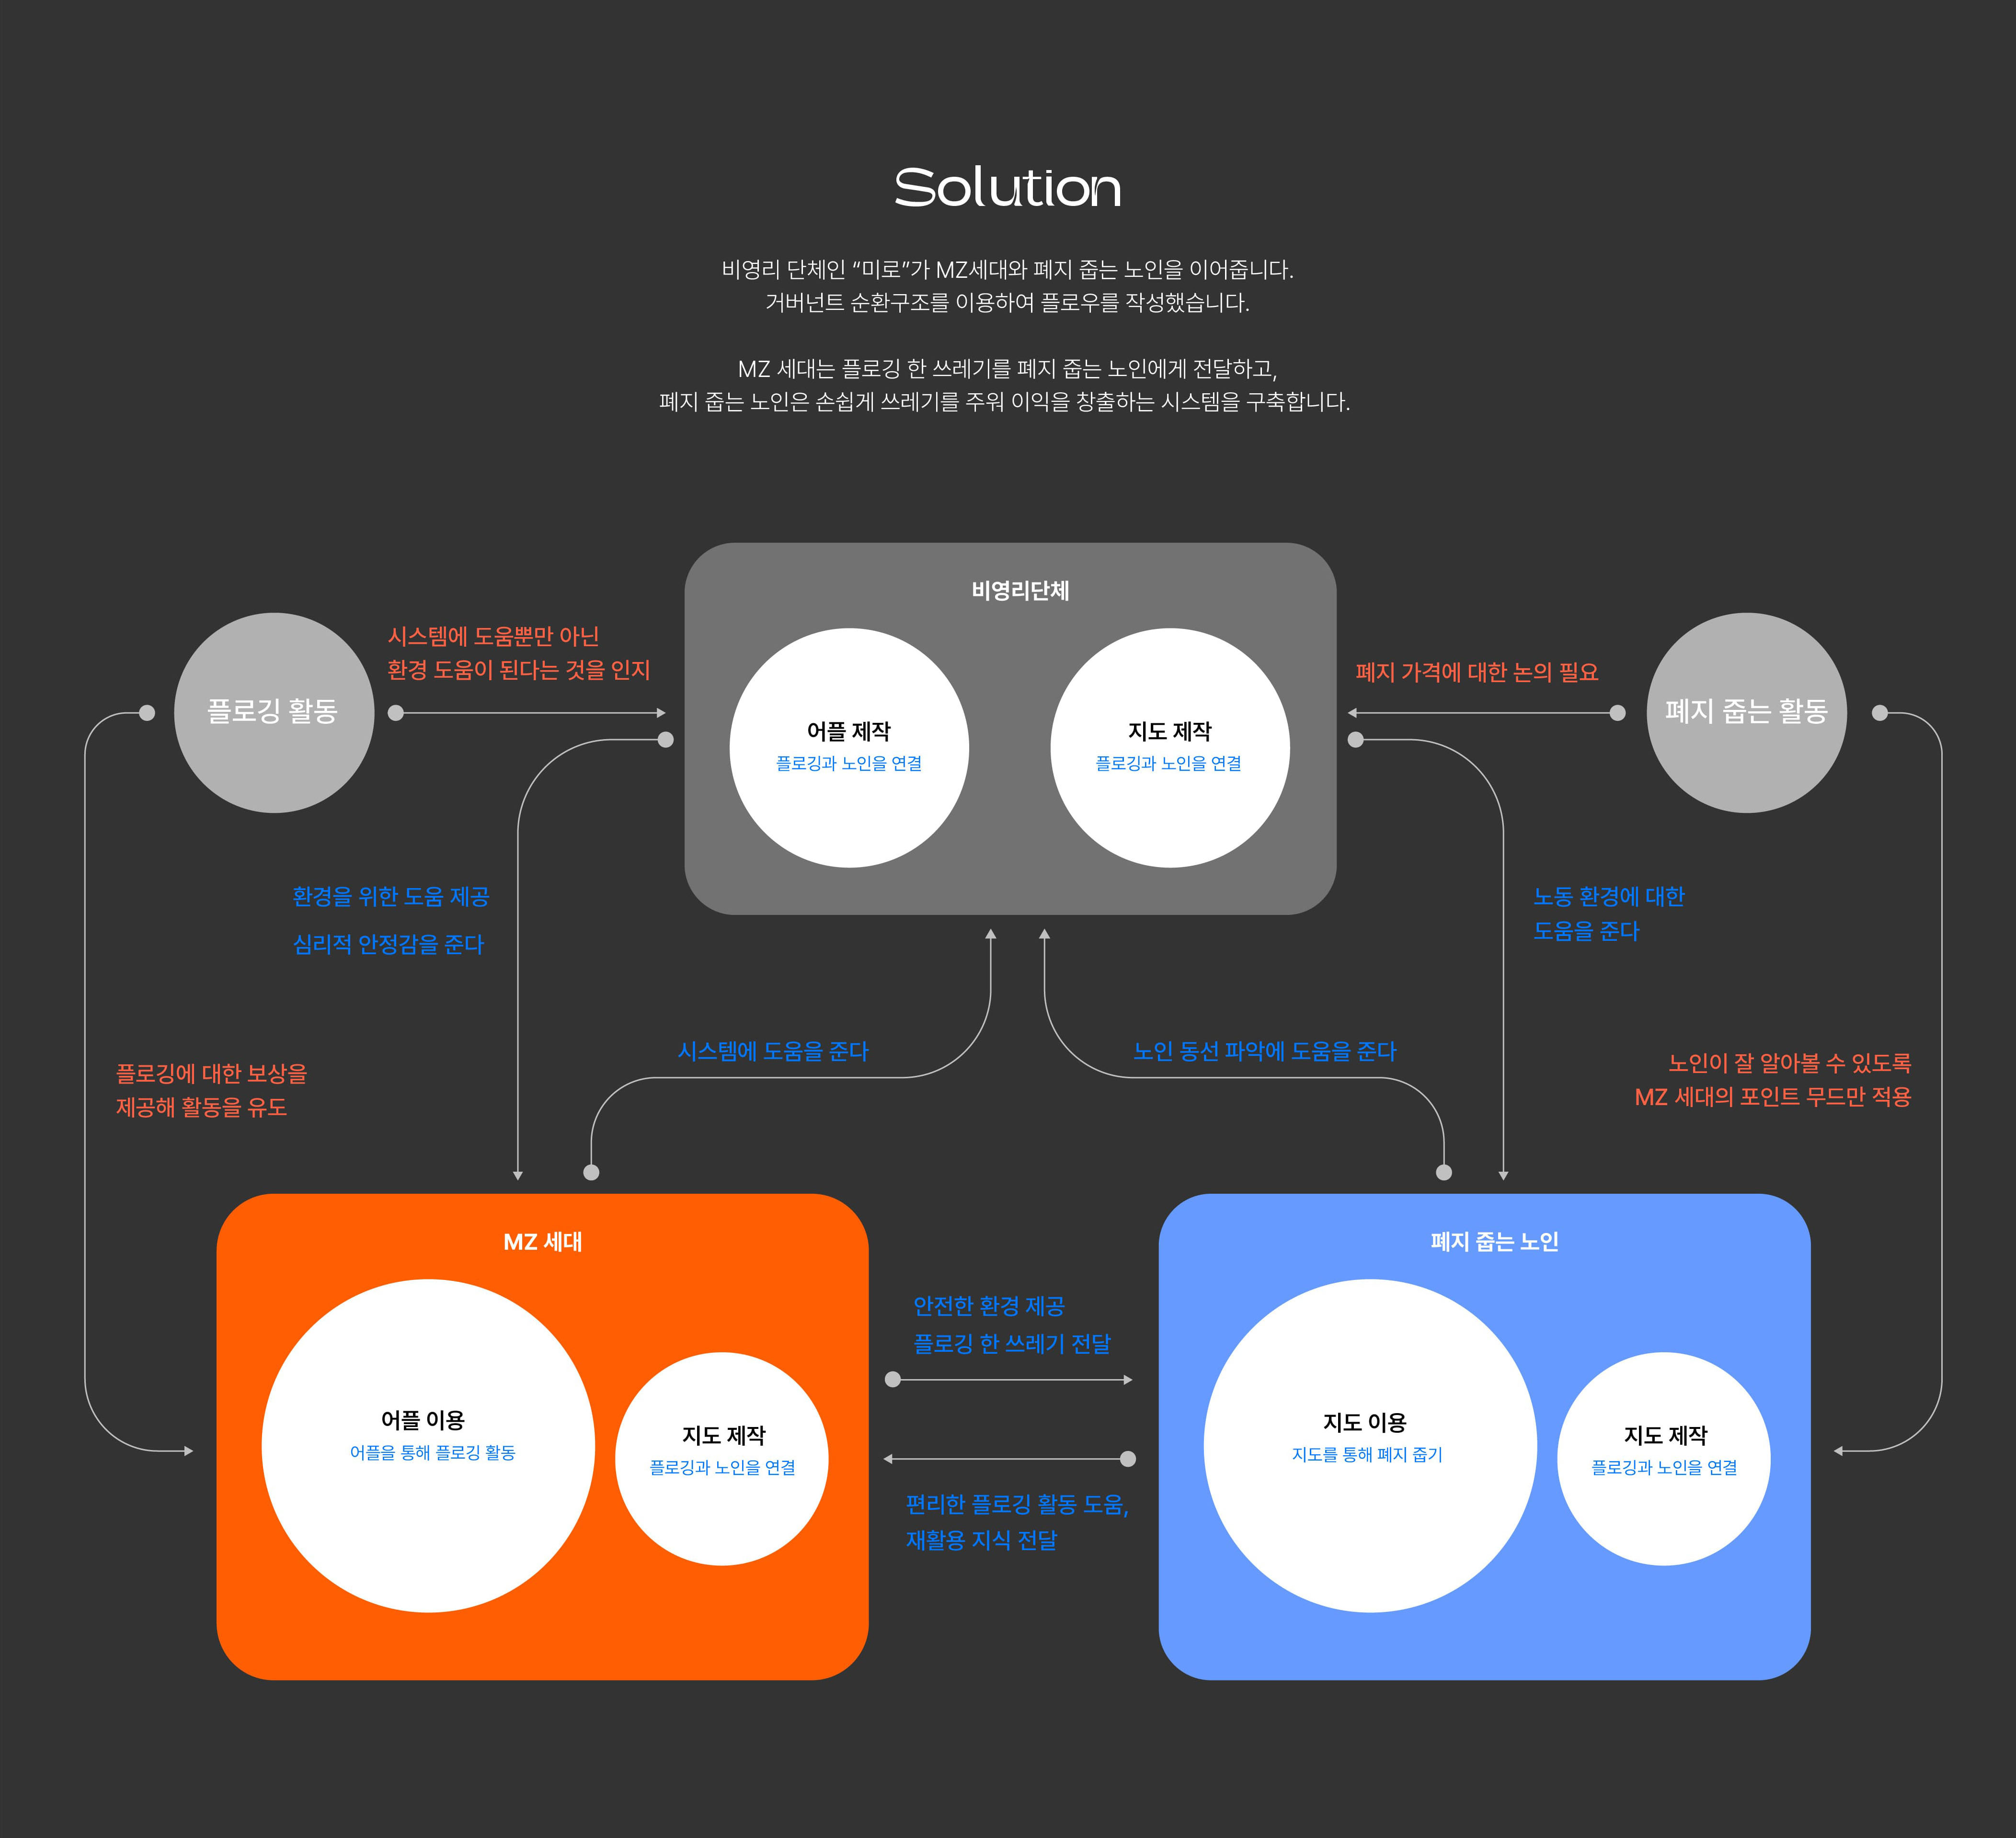 Solution
비영리 단체인 “미로”가 MZ세대와 폐지 줍는 노인을 이어줍니다.
거버넌트 순환구조를 이용하여 플로우를 작성했습니다.
MZ 세대는 플로깅 한 쓰레기를 폐지 줍는 노인에게 전달하고,
폐지 줍는 노인은 손쉽게 쓰레기를 주워 이익을 창출하는 시스템을 구축합니다.
비영리단체
어플 제작
플로깅과 노인을 연결
지도 제작
플로깅과 노인을 연결
플로깅 활동
시스템에 도움뿐만 아닌
환경 도움이 된다는 것을 인지
폐지 가격에 대한 논의 필요
폐지 줍는 활동
환경을 위한 도움 제공
심리적 안정감을 준다
노동 환경에 대한
도움을 준다
시스템에 도움을 준다
노인 동선 파악에 도움을 준다
플로깅에 대한 보상을
제공해 활동을 유도
노인이 잘 알아볼 수 있도록
MZ 세대의 포인트 무드만 적용
MZ 세대
어플 이용
어플을 통해 플로깅 활동
지도 제작
플로깅과 노인을 연결
안전한 환경 제공
플로깅 한 쓰레기 전달
편리한 플로깅 활동 도움,
재활용 지식 전달
폐지 줍는 노인
지도 이용
지도를 통해 폐지 줍기
지도 제작
플로깅과 노인을 연결